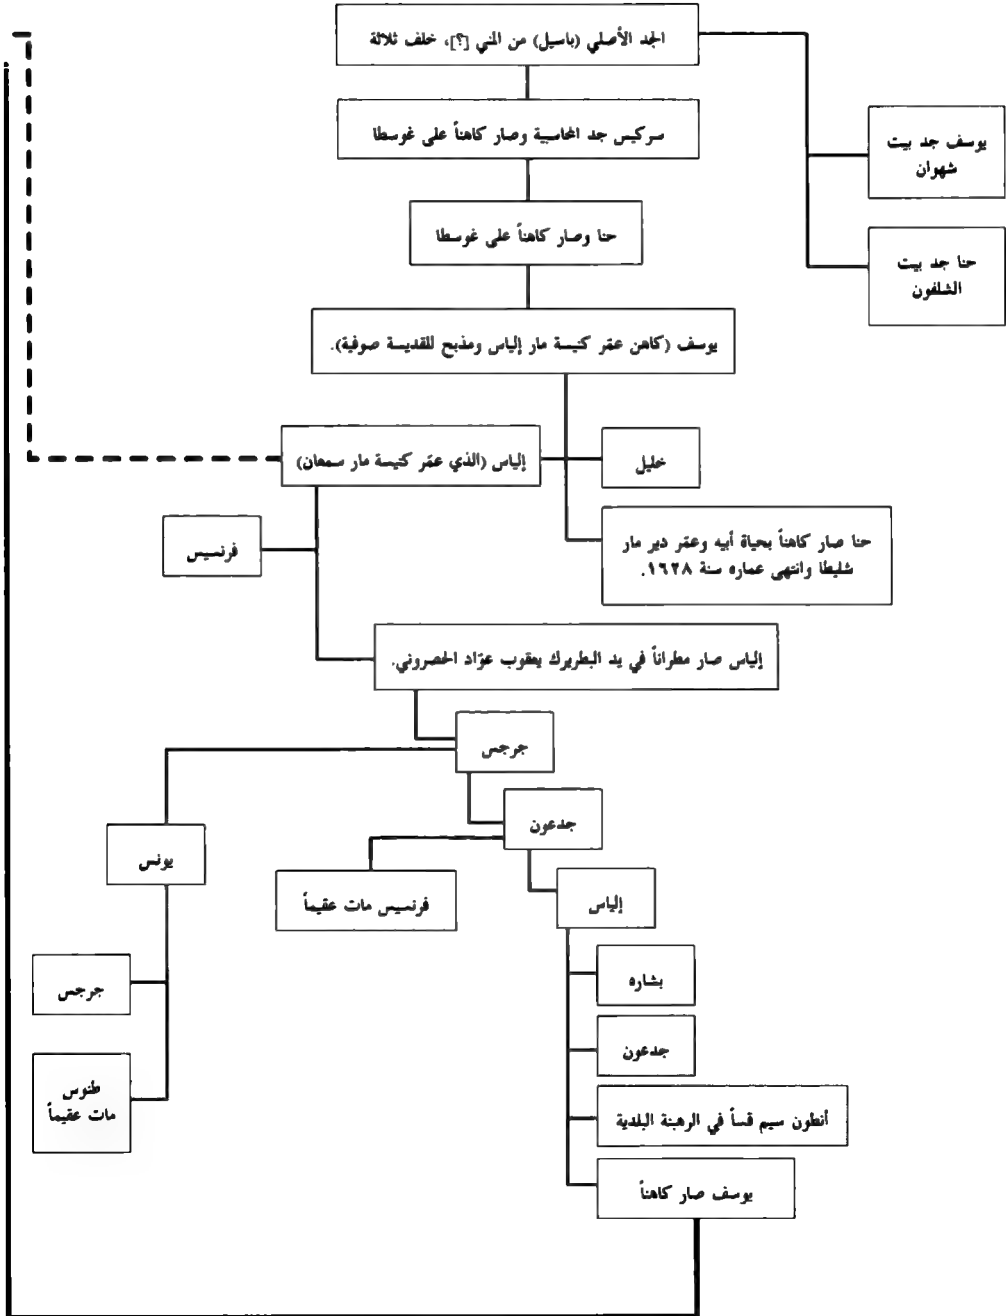 الجد الأصلي (باسيل) من المني [؟]، خلف ثلاثة
سركيس جد المحاسبة وصار كاهناً على غوسطا
يوسف جد بيت
شهوان
حنا وصار كاهناً على غوسطا
حنا جد بيت
الشلفون
يوسف (كاهن عمّر كنيسة مار إلياس ومذبح للقديسة صوفية).
إلياس (الذي عمّر كنيسة مار سمعان)
خليل
فرنسيس
حنا صار كاهناً بحياة أبيه وعمّر دير مار
شليطا وانتهى عماره سنة ١٦٢٨.
إلياس صار مطراناً في يد البطريرك يعقوب عوّاد الحصروني.
جرجس
جدعون
يونس
فرنسيس مات عقيماً
إلياس
بشاره
جرجس
جدعون
طنوس
مات عقيماً
أنطون سيم قساً في الرهبنة البلدية
يوسف صار كاهناً